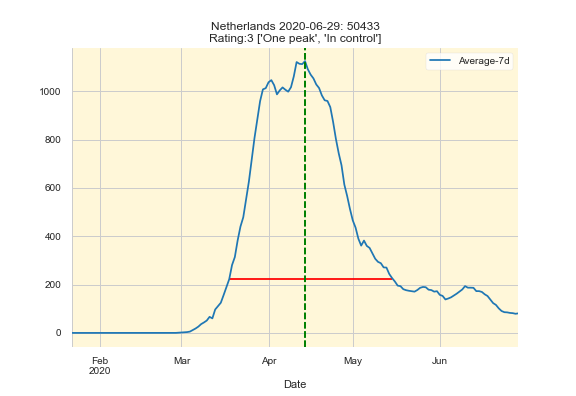 Netherlands 2020-06-29: 50433
Rating:3 ['One peak', 'In control']
Average-7d
1000
800
600
400
200
0
Feb
2020
Mar
Apr
May
Jun
Date